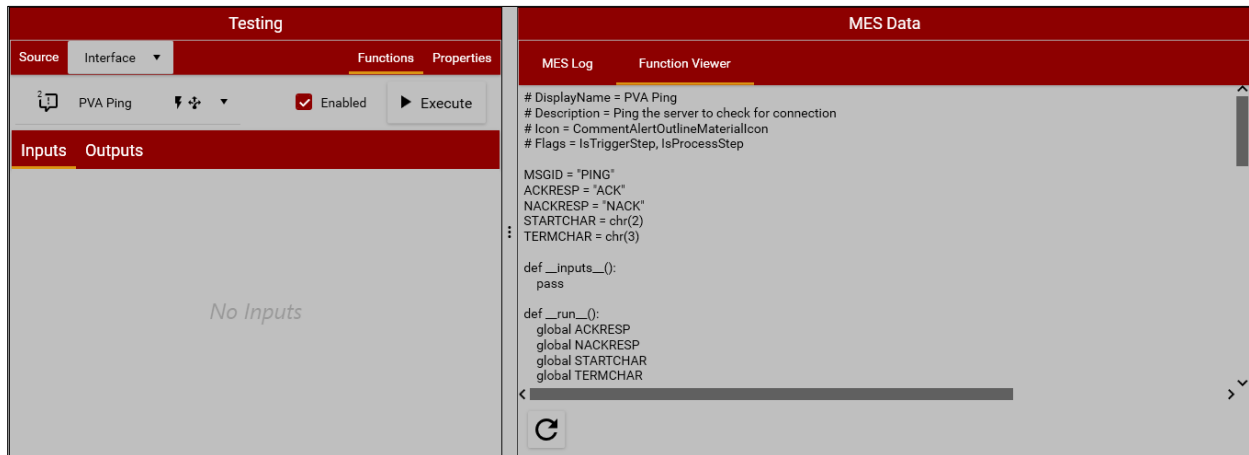 Testing
Source Interface Functions Properties
2 PVA Ping Enabled Execute
Inputs Outputs
No Inputs
MES Data
MES Log Function Viewer
# DisplayName = PVA Ping
# Description = Ping the server to check for connection
# Icon = CommentAlertOutlineMaterialIcon
# Flags = IsTriggerStep, IsProcessStep
MSGID = "PING"
ACKRESP = "ACK"
NACKRESP = "NACK"
STARTCHAR = chr(2)
TERMCHAR = chr(3)
def __inputs__():
pass
def __run__():
global ACKRESP
global NACKRESP
global STARTCHAR
global TERMCHAR